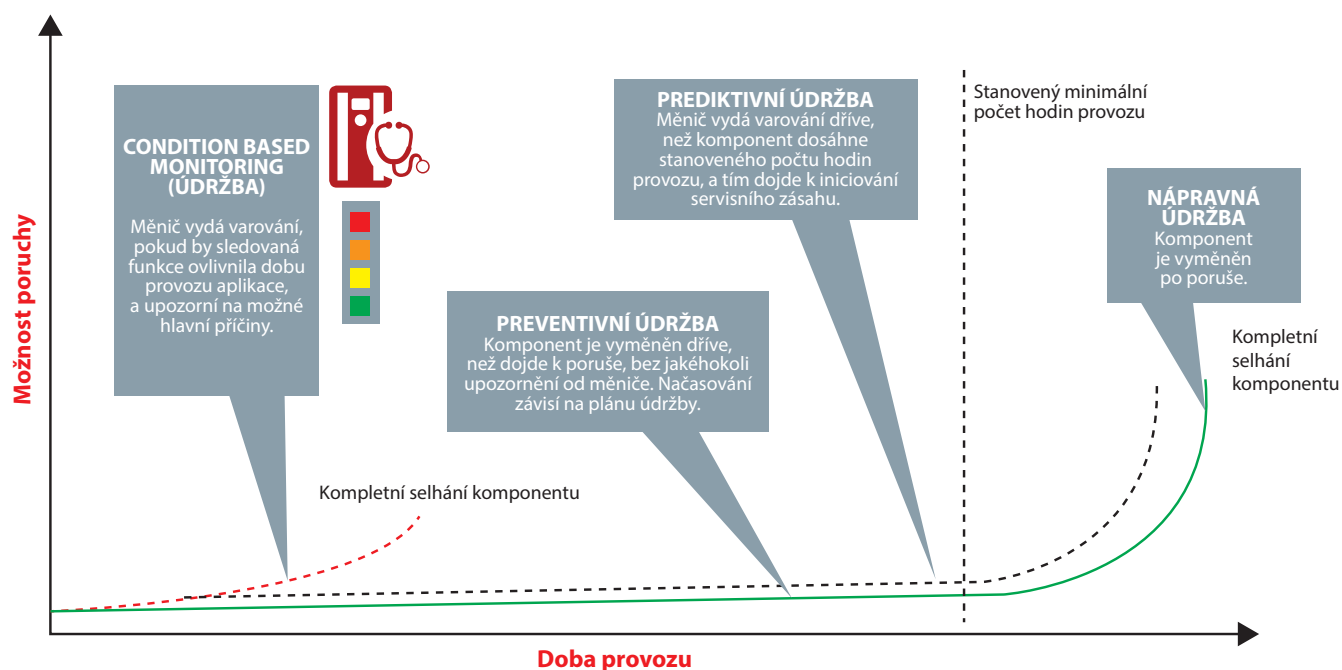 Možnost poruchy
CONDITION BASED
MONITORING
(ÚDRŽBA)
Měnič vydá varování,
pokud by sledovaná
funkce ovlivnila dobu
provozu aplikace,
a upozorní na možné
hlavní příčiny.
Kompletní selhání komponentu
PREVENTIVNÍ ÚDRŽBA
Komponent je vyměněn dříve,
než dojde k poruše, bez jakéhokoli
upozornění od měniče. Načasování
závisí na plánu údržby.
PREDIKTIVNÍ ÚDRŽBA
Měnič vydá varování dříve,
než komponent dosáhne
stanoveného počtu hodin
provozu, a tím dojde k iniciování
servisního zásahu.
Stanovený minimální
počet hodin provozu
NÁPRAVNÁ
ÚDRŽBA
Komponent
je vyměněn
po poruše.
Kompletní
selhání
komponentu
Doba provozu